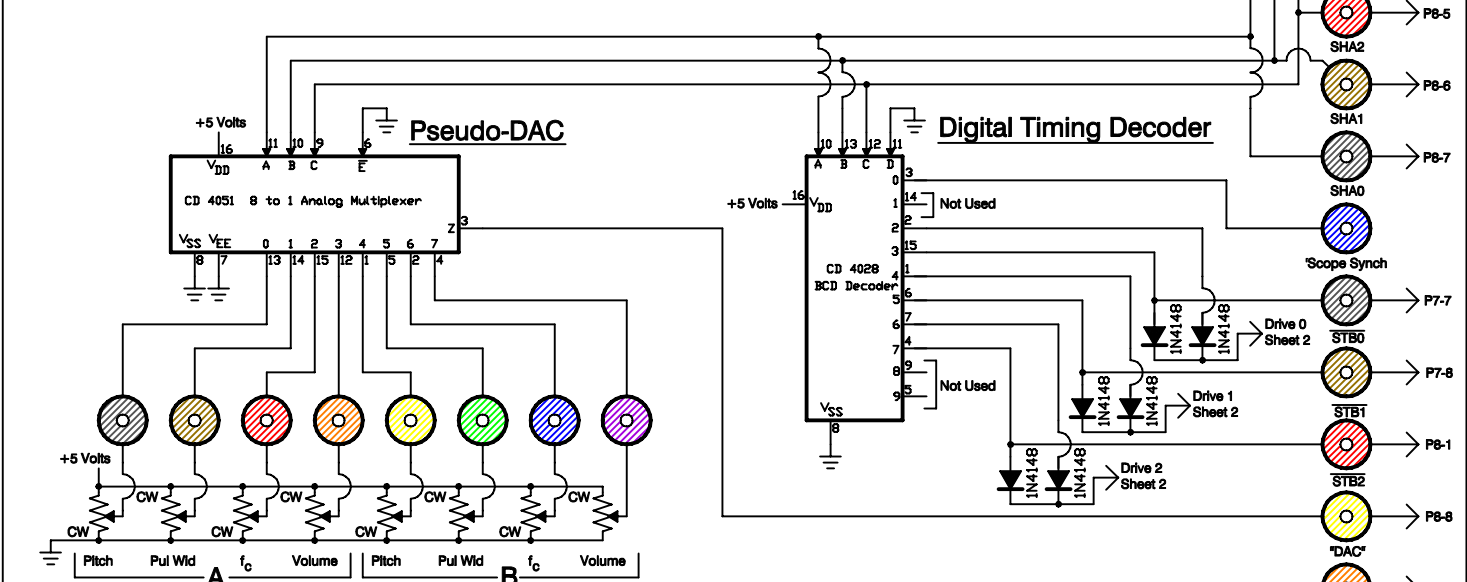 P8-5
SHA2
P8-6
SHA1
P8-7
SHA0
'Scope Synch
P7-7
STB0
P7-8
STB1
P8-1
STB2
P8-8
"DAC"
Pseudo-DAC
+5 Volts
16
11
10
9
6
VDD
A
B
C
E
CD 4051 8 to 1 Analog Multiplexer
Z
3
VSS
VEE
0
1
2
3
4
5
6
7
8
7
13
14
15
12
1
5
2
4
Digital Timing Decoder
10
13
12
11
A
B
C
D
+5 Volts
16
VDD
CD 4028
BCD Decoder
VSS
8
0
3
1
14
Not Used
2
2
3
15
4
1
5
6
6
7
7
4
8
9
9
5
Not Used
1N4148
1N4148
Drive 0
Sheet 2
1N4148
1N4148
Drive 1
Sheet 2
1N4148
1N4148
Drive 2
Sheet 2
+5 Volts
CW
CW
CW
CW
CW
CW
CW
CW
Pitch
Pul Wid
fc
Volume
Pitch
Pul Wid
fc
Volume
A
B